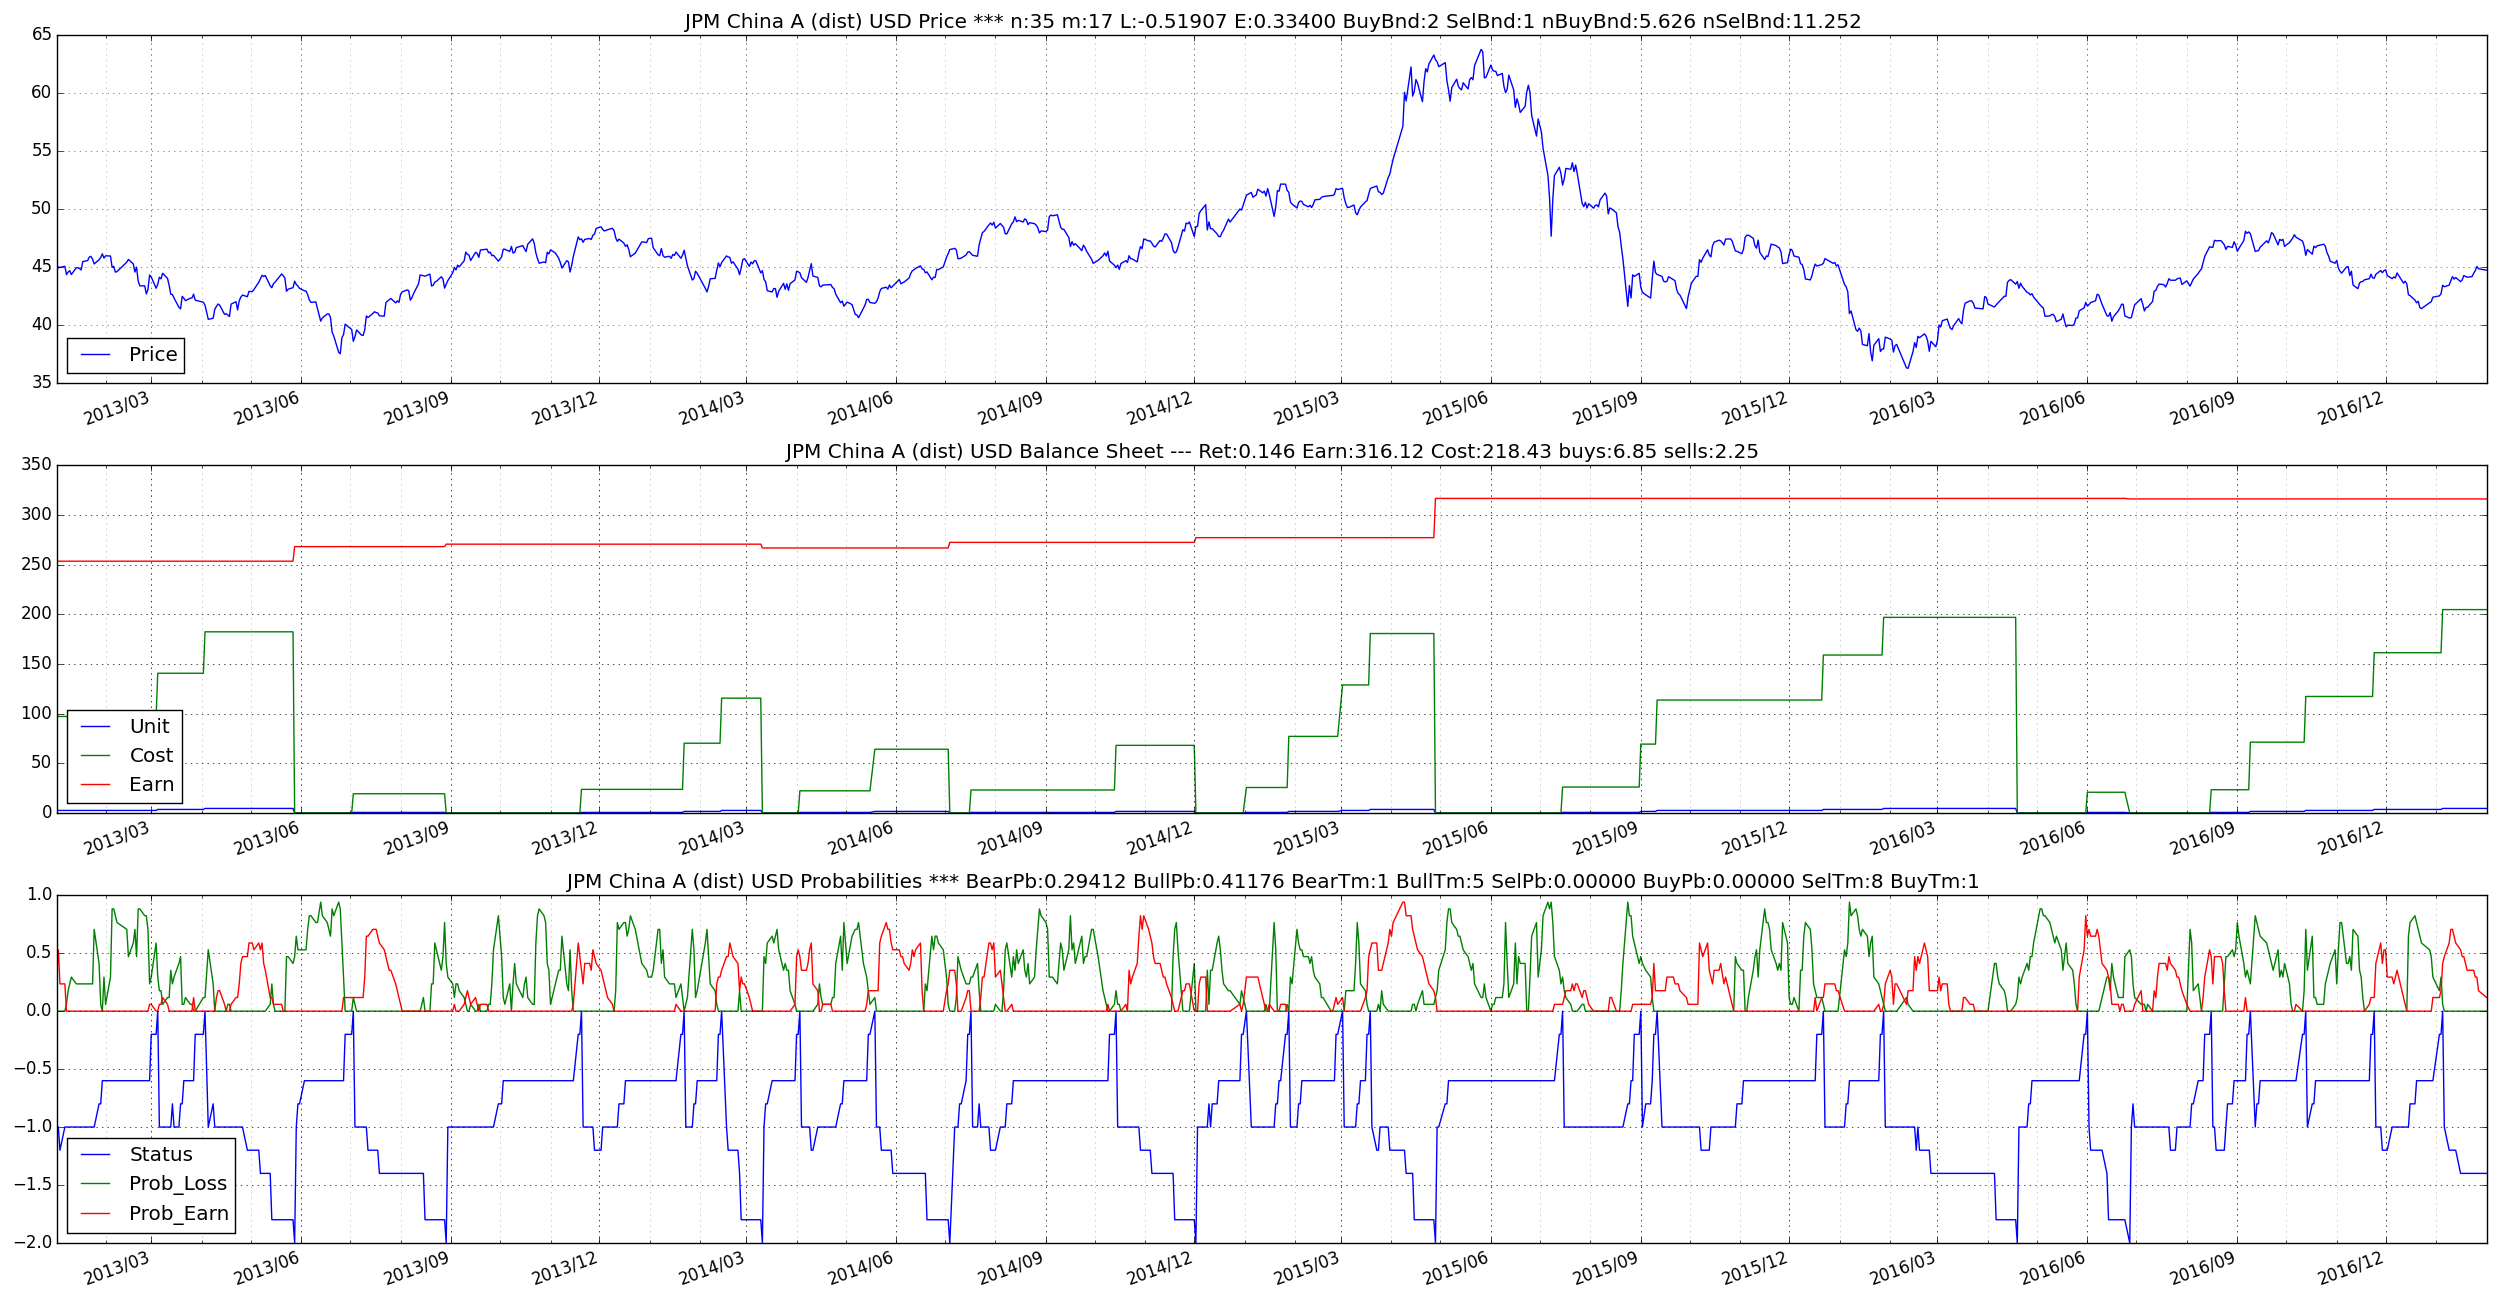 JPM China A (dist) USD Price *** n:35 m:17 L:-0.51907 E:0.33400 BuyBnd:2 SelBnd:1 nBuyBnd:5.626 nSelBnd:11.252
65
60
55
50
45
40
35
Price
2013/03 2013/06 2013/09 2013/12 2014/03 2014/06 2014/09 2014/12 2015/03 2015/06 2015/09 2015/12 2016/03 2016/06 2016/09 2016/12
JPM China A (dist) USD Balance Sheet --- Ret:0.146 Earn:316.12 Cost:218.43 buys:6.85 sells:2.25
350
300
250
200
150
100
50
0
Unit
Cost
Earn
2013/03 2013/06 2013/09 2013/12 2014/03 2014/06 2014/09 2014/12 2015/03 2015/06 2015/09 2015/12 2016/03 2016/06 2016/09 2016/12
JPM China A (dist) USD Probabilities *** BearPb:0.29412 BullPb:0.41176 BearTm:1 BullTm:5 SelPb:0.00000 BuyPb:0.00000 SelTm:8 BuyTm:1
1.0
0.5
0.0
−0.5
−1.0
−1.5
−2.0
Status
Prob_Loss
Prob_Earn
2013/03 2013/06 2013/09 2013/12 2014/03 2014/06 2014/09 2014/12 2015/03 2015/06 2015/09 2015/12 2016/03 2016/06 2016/09 2016/12